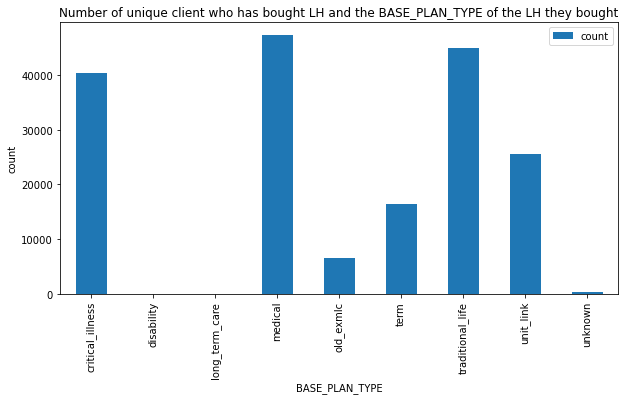 Number of unique client who has bought LH and the BASE_PLAN_TYPE of the LH they bought
count
count
40000
30000
20000
10000
0
critical_illness
disability
long_term_care
medical
old_exmlc
term
traditional_life
unit_link
unknown
BASE_PLAN_TYPE